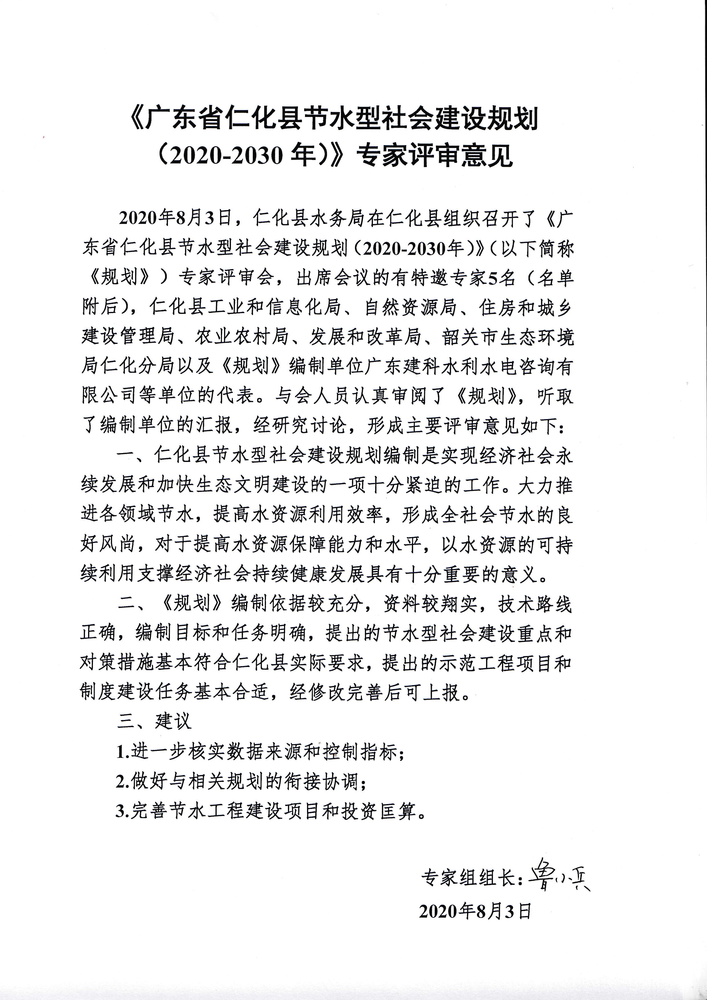 《广东省仁化县节水型社会建设规划
（2020-2030 年）》专家评审意见
2020年8月3日，仁化县水务局在仁化县组织召开了《广
东省仁化县节水型社会建设规划（2020-2030年）》（以下简称
《规划》）专家评审会，出席会议的有特邀专家5名（名单
附后），仁化县工业和信息化局、自然资源局、住房和城乡
建设管理局、农业农村局、发展和改革局、韶关市生态环境
局仁化分局以及《规划》编制单位广东建科水利水电咨询有
限公司等单位的代表。与会人员认真审阅了《规划》，听取
了编制单位的汇报，经研究讨论，形成主要评审意见如下：
一、仁化县节水型社会建设规划编制是实现经济社会永
续发展和加快生态文明建设的一项十分紧迫的工作。大力推
进各领域节水，提高水资源利用效率，形成全社会节水的良
好风尚，对于提高水资源保障能力和水平，以水资源的可持
续利用支撑经济社会持续健康发展具有十分重要的意义。
二、《规划》编制依据较充分，资料较翔实，技术路线
正确，编制目标和任务明确，提出的节水型社会建设重点和
对策措施基本符合仁化县实际要求，提出的示范工程项目和
制度建设任务基本合适，经修改完善后可上报。
三、建议
1.进一步核实数据来源和控制指标；
2.做好与相关规划的衔接协调；
3.完善节水工程建设项目和投资匡算。
专家组组长：鲁小兵
2020年8月3日